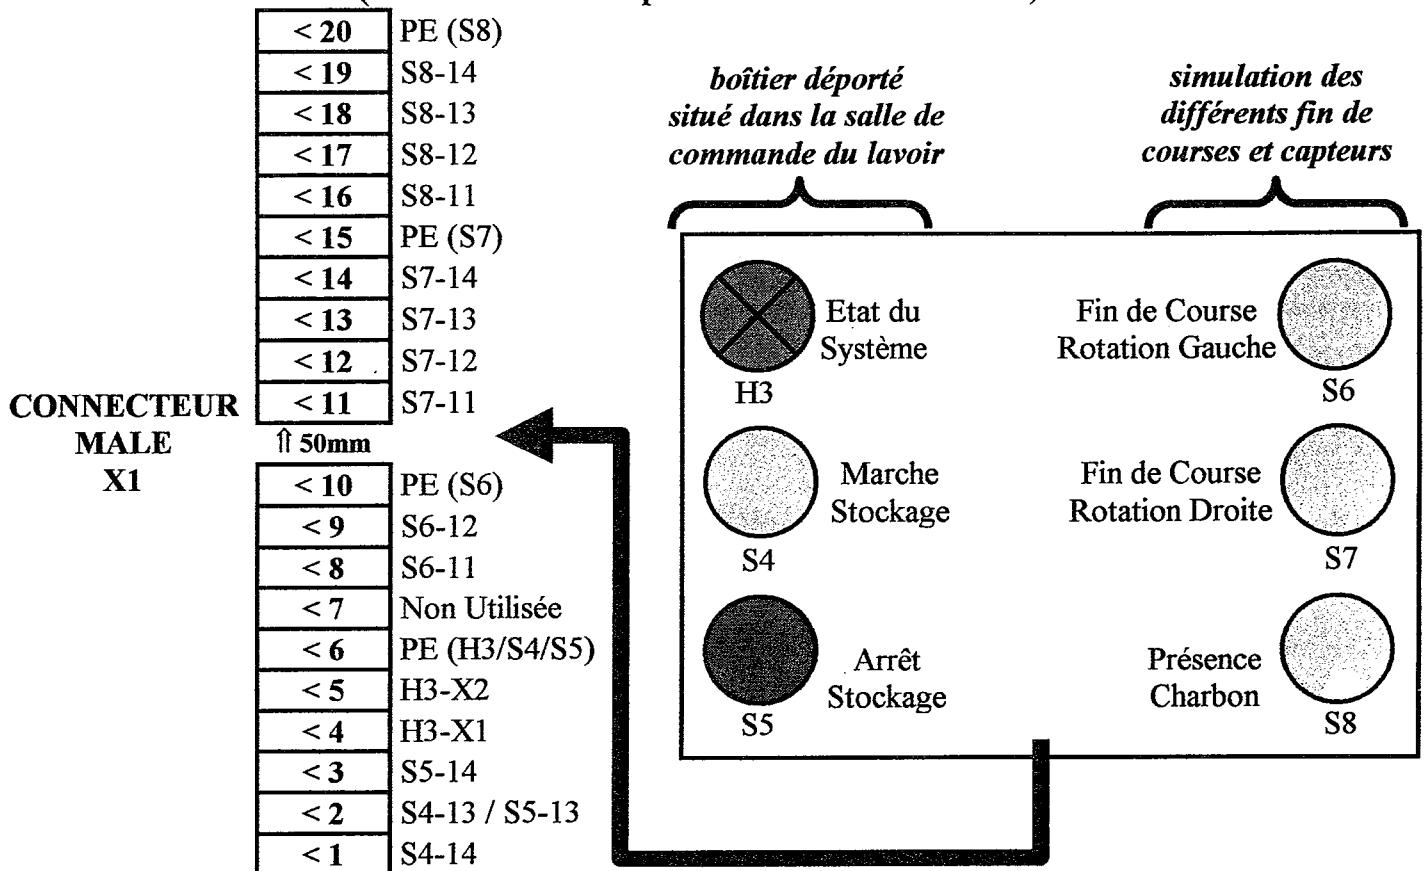 < 20 PE (S8)
< 19 S8-14
< 18 S8-13
< 17 S8-12
< 16 S8-11
< 15 PE (S7)
< 14 S7-14
< 13 S7-13
< 12 S7-12
< 11 S7-11
CONNECTEUR
MALE
X1
⇑ 50mm
< 10 PE (S6)
< 9 S6-12
< 8 S6-11
< 7 Non Utilisée
< 6 PE (H3/S4/S5)
< 5 H3-X2
< 4 H3-X1
< 3 S5-14
< 2 S4-13 / S5-13
< 1 S4-14
boîtier déporté
situé dans la salle de
commande du lavoir
simulation des
différents fin de
courses et capteurs
Etat du
Système
H3
Fin de Course
Rotation Gauche
S6
Marche
Stockage
S4
Fin de Course
Rotation Droite
S7
Arrêt
Stockage
S5
Présence
Charbon
S8